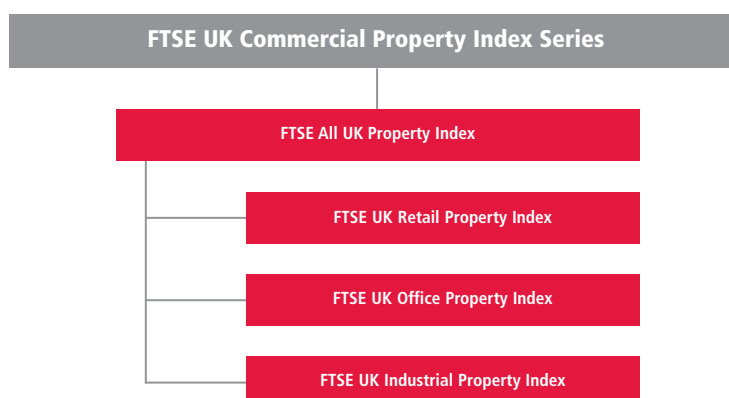 FTSE UK Commercial Property Index Series
FTSE All UK Property Index
FTSE UK Retail Property Index
FTSE UK Office Property Index
FTSE UK Industrial Property Index